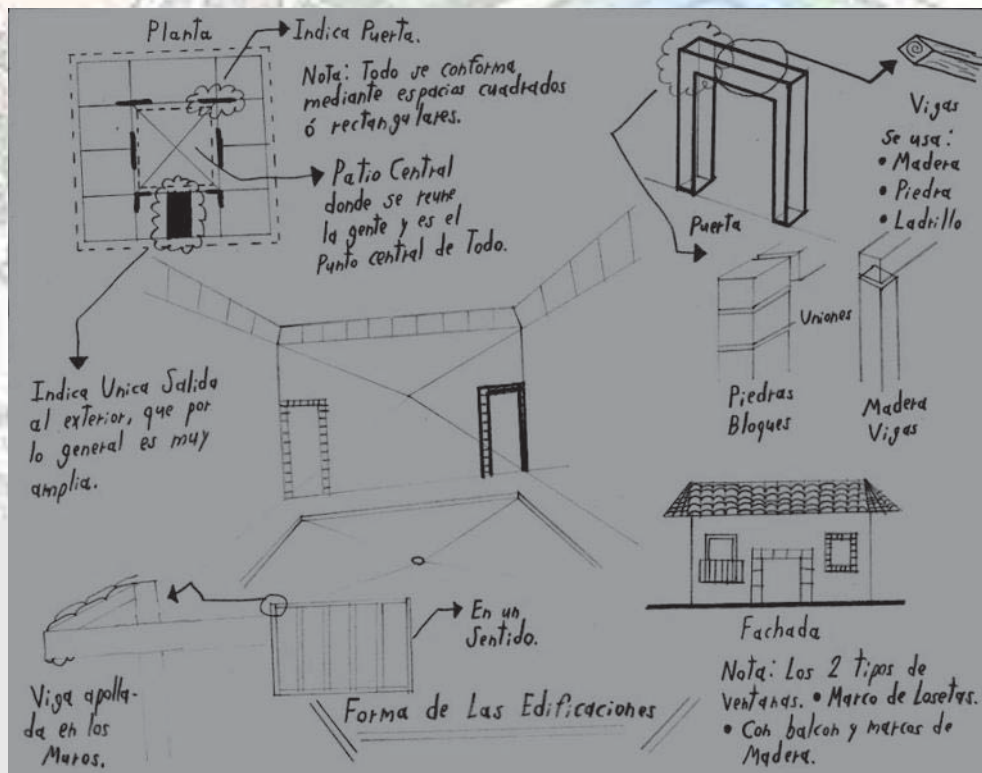 Planta
Indica Puerta.
Nota: Todo se conforma
mediante espacias cuadrados
ó rectangulares.
Patio Central
donde se reune
la gente y es el
Punto central de Todo.
Indica Unica Salida
al exterior, que por
lo general es muy
amplia.
Puerta
Vigas
Se usa:
• Madera
• Piedra
• Ladrillo
Uniones
Piedras
Bloques
Madera
Vigas
En un
Sentido.
Viga apolla-
da en los
Muros.
Forma de Las Edificaciones
Fachada
Nota: Los 2 tipos de
ventanas. • Marco de Losetas.
• Con balcon y marcos de
Madera.